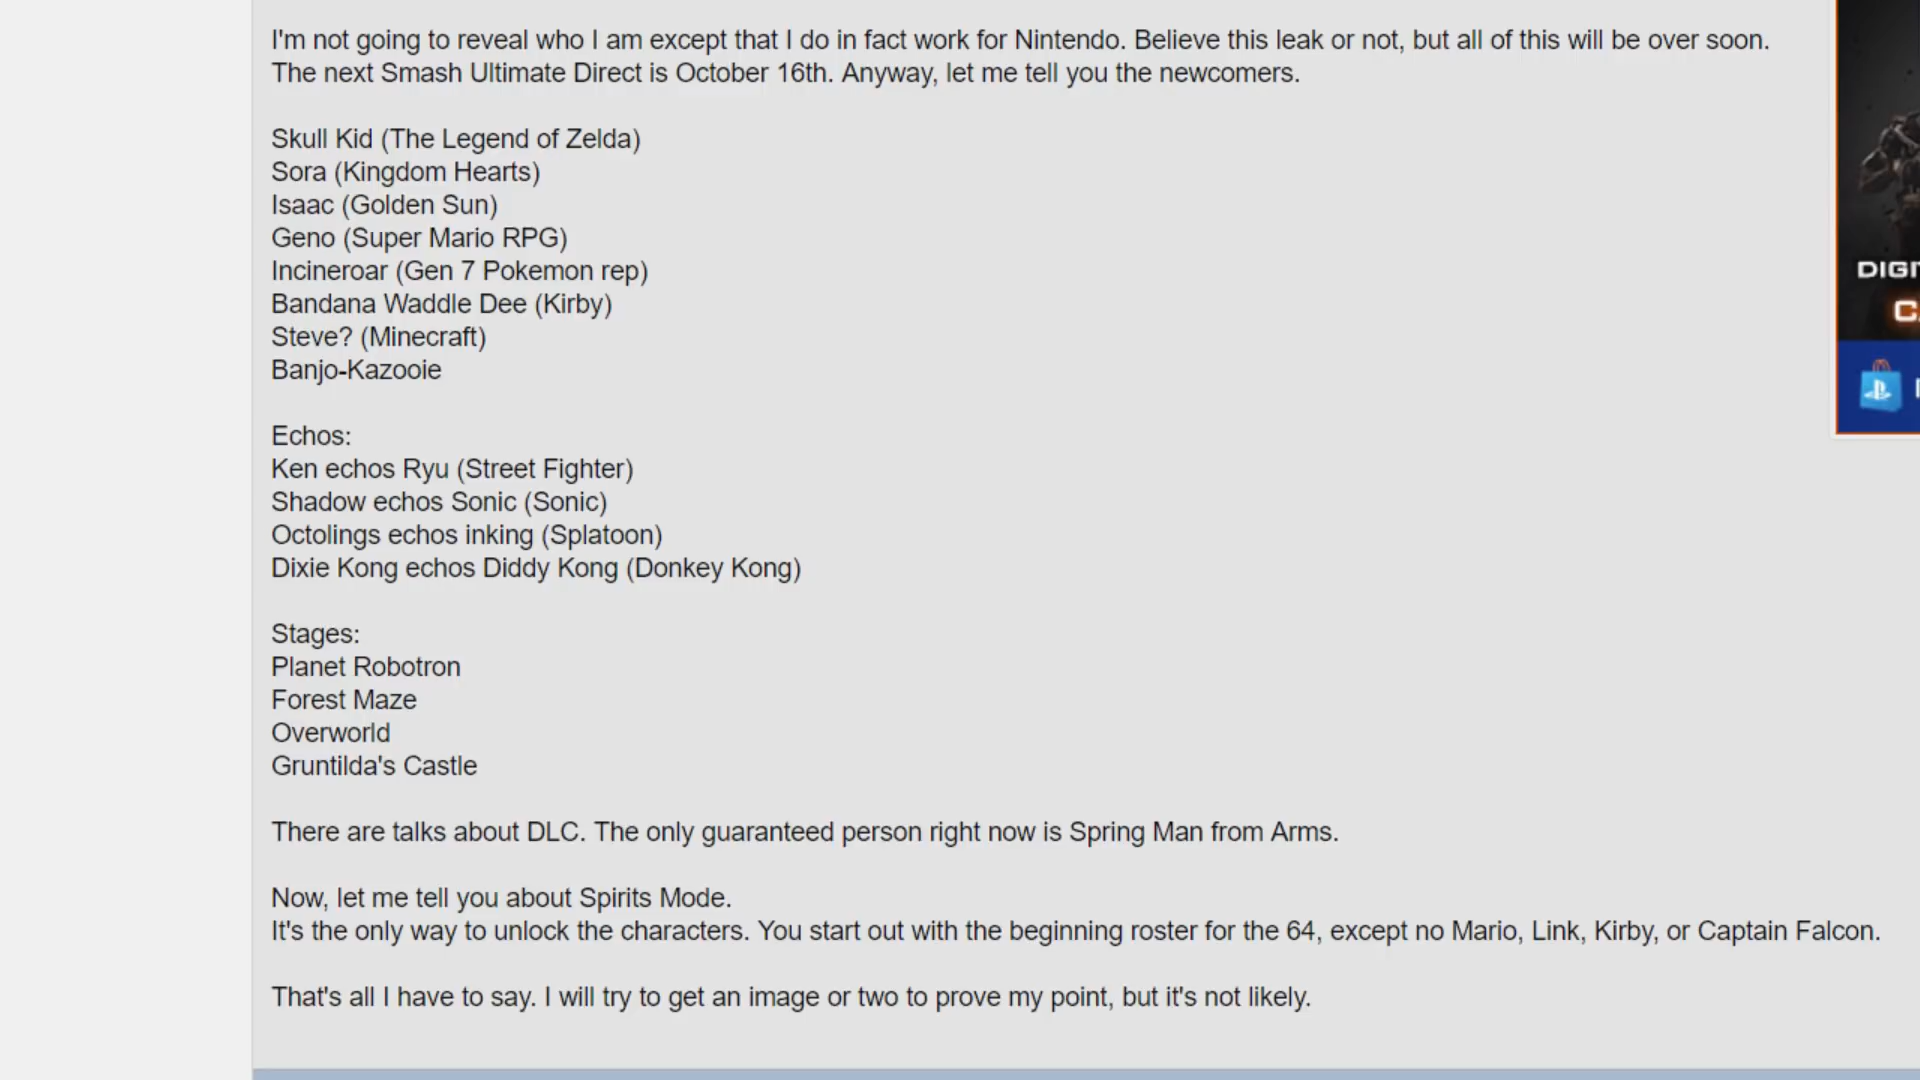 I'm not going to reveal who I am except that I do in fact work for Nintendo. Believe this leak or not, but all of this will be over soon.
The next Smash Ultimate Direct is October 16th. Anyway, let me tell you the newcomers.
Skull Kid (The Legend of Zelda)
Sora (Kingdom Hearts)
Isaac (Golden Sun)
Geno (Super Mario RPG)
Incineroar (Gen 7 Pokemon rep)
Bandana Waddle Dee (Kirby)
Steve? (Minecraft)
Banjo-Kazooie
Echos:
Ken echos Ryu (Street Fighter)
Shadow echos Sonic (Sonic)
Octolings echos inking (Splatoon)
Dixie Kong echos Diddy Kong (Donkey Kong)
Stages:
Planet Robotron
Forest Maze
Overworld
Gruntilda's Castle
There are talks about DLC. The only guaranteed person right now is Spring Man from Arms.
Now, let me tell you about Spirits Mode.
It's the only way to unlock the characters. You start out with the beginning roster for the 64, except no Mario, Link, Kirby, or Captain Falcon.
That's all I have to say. I will try to get an image or two to prove my point, but it's not likely.